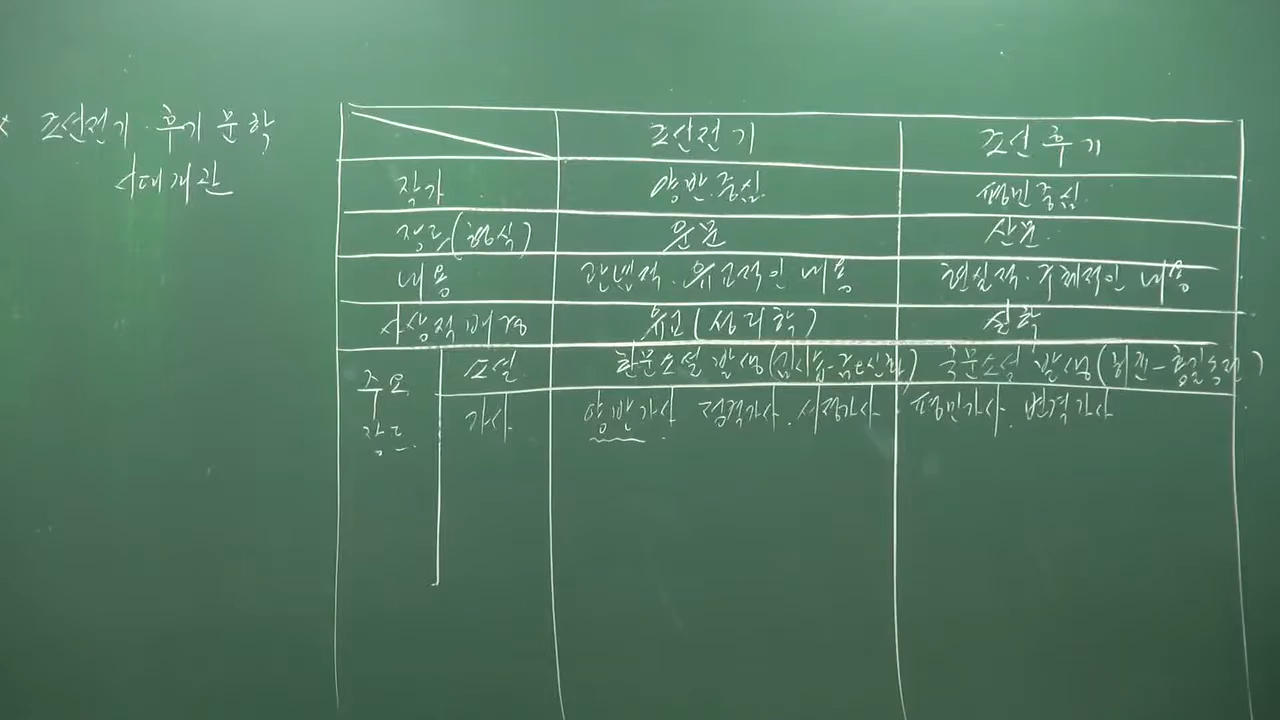 * 조선전기·후기 문학
시대개관
조선전기 조선후기
작가 양반중심 평민중심
장르(형식) 운문 산문
내용 관념적·유교적인 내용 현실적·구체적인 내용
사상적배경 유교(성리학) 실학
주요
장르
소설 한문소설 발생(김시습-금오신화) 국문소설 발생(허균-홍길동전)
가사 양반가사 정격가사·서정가사 평민가사·변격가사